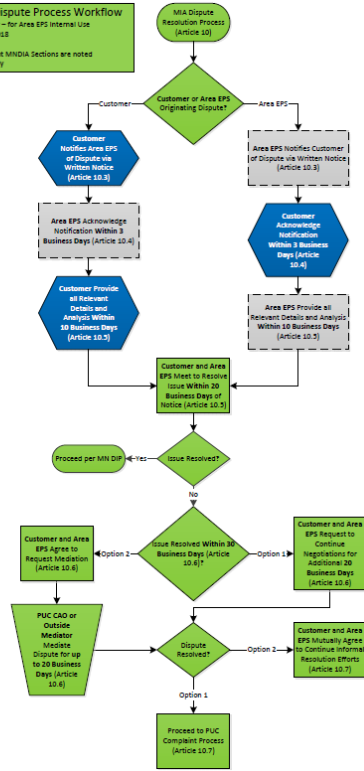 Dispute Process Workflow
– for Area EPS Internal Use
018
t MNDIA Sections are noted
y
MIA Dispute
Resolution Process
(Article 10)
Customer or Area EPS
Originating Dispute?
Customer
Area EPS
Customer
Notifies Area EPS
of Dispute via
Written Notice
(Article 10.3)
Area EPS Notifies Customer
of Dispute via Written Notice
(Article 10.3)
Area EPS Acknowledge
Notification Within 3
Business Days (Article 10.4)
Customer
Acknowledge
Notification
Within 3 Business
Days (Article
10.4)
Customer Provide
all Relevant
Details and
Analysis Within
10 Business Days
(Article 10.5)
Area EPS Provide all
Relevant Details and Analysis
Within 10 Business Days
(Article 10.5)
Customer and Area
EPS Meet to Resolve
Issue Within 20
Business Days of
Notice (Article 10.5)
Proceed per MN DIP
Yes
Issue Resolved?
No
Customer and Area
EPS Agree to
Request Mediation
(Article 10.6)
Option 2
Issue Resolved Within 30
Business Days (Article
10.6)?
Option 1
Customer and Area
EPS Request to
Continue
Negotiations for
Additional 20
Business Days
(Article 10.6)
PUC CAO or
Outside
Mediator
Mediate
Dispute for up
to 20 Business
Days (Article
10.6)
Dispute
Resolved?
Option 2
Customer and Area
EPS Mutually Agree
to Continue Informal
Resolution Efforts
(Article 10.7)
Option 1
Proceed to PUC
Complaint Process
(Article 10.7)